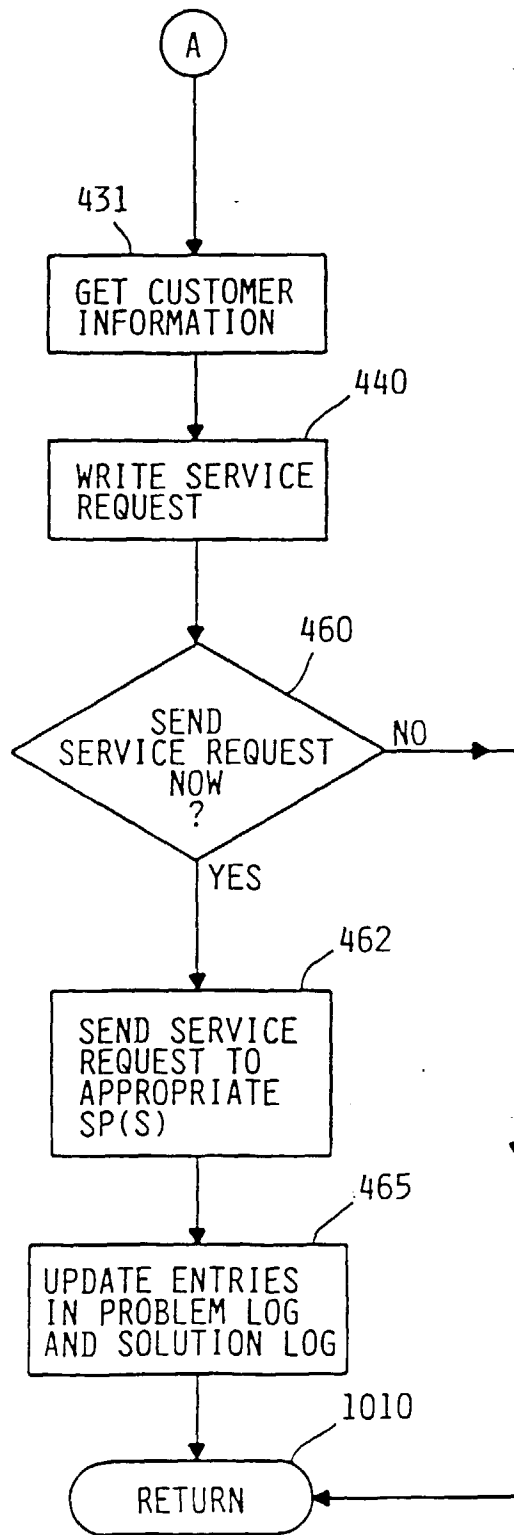 A
431
GET CUSTOMER
INFORMATION
440
WRITE SERVICE
REQUEST
460
SEND
SERVICE REQUEST
NOW
?
NO
YES
462
SEND SERVICE
REQUEST TO
APPROPRIATE
SP(S)
465
UPDATE ENTRIES
IN PROBLEM LOG
AND SOLUTION LOG
1010
RETURN